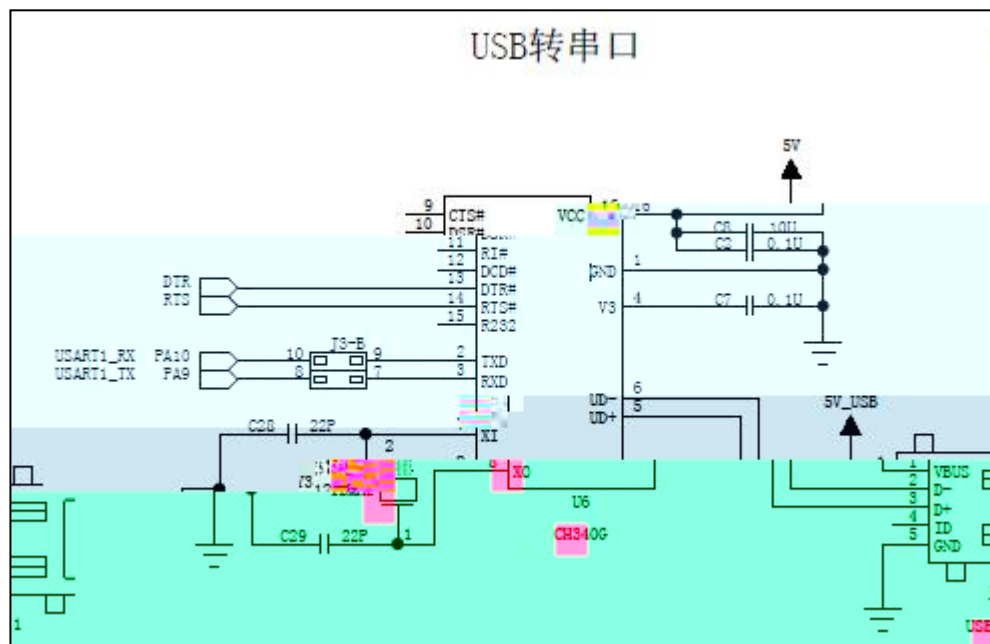 USB转串口
5V
9 CTS# VCC
10 DSR#
C8 10U
11 RI# C2 0.1U
12 DCD# GND 1
DTR 13 DTR#
RTS 14 RTS# V3 4 C7 0.1U
15 R232
J3-B
USART1_RX PA10 10 9 2 TXD
USART1_TX PA9 8 7 3 RXD
UD- 6
UD+ 5
5V_USB
C28 22P XI
2
XO 1 VBUS
2 D-
U6 3 D+
C29 22P 1 CH340G 4 ID
5 GND
1